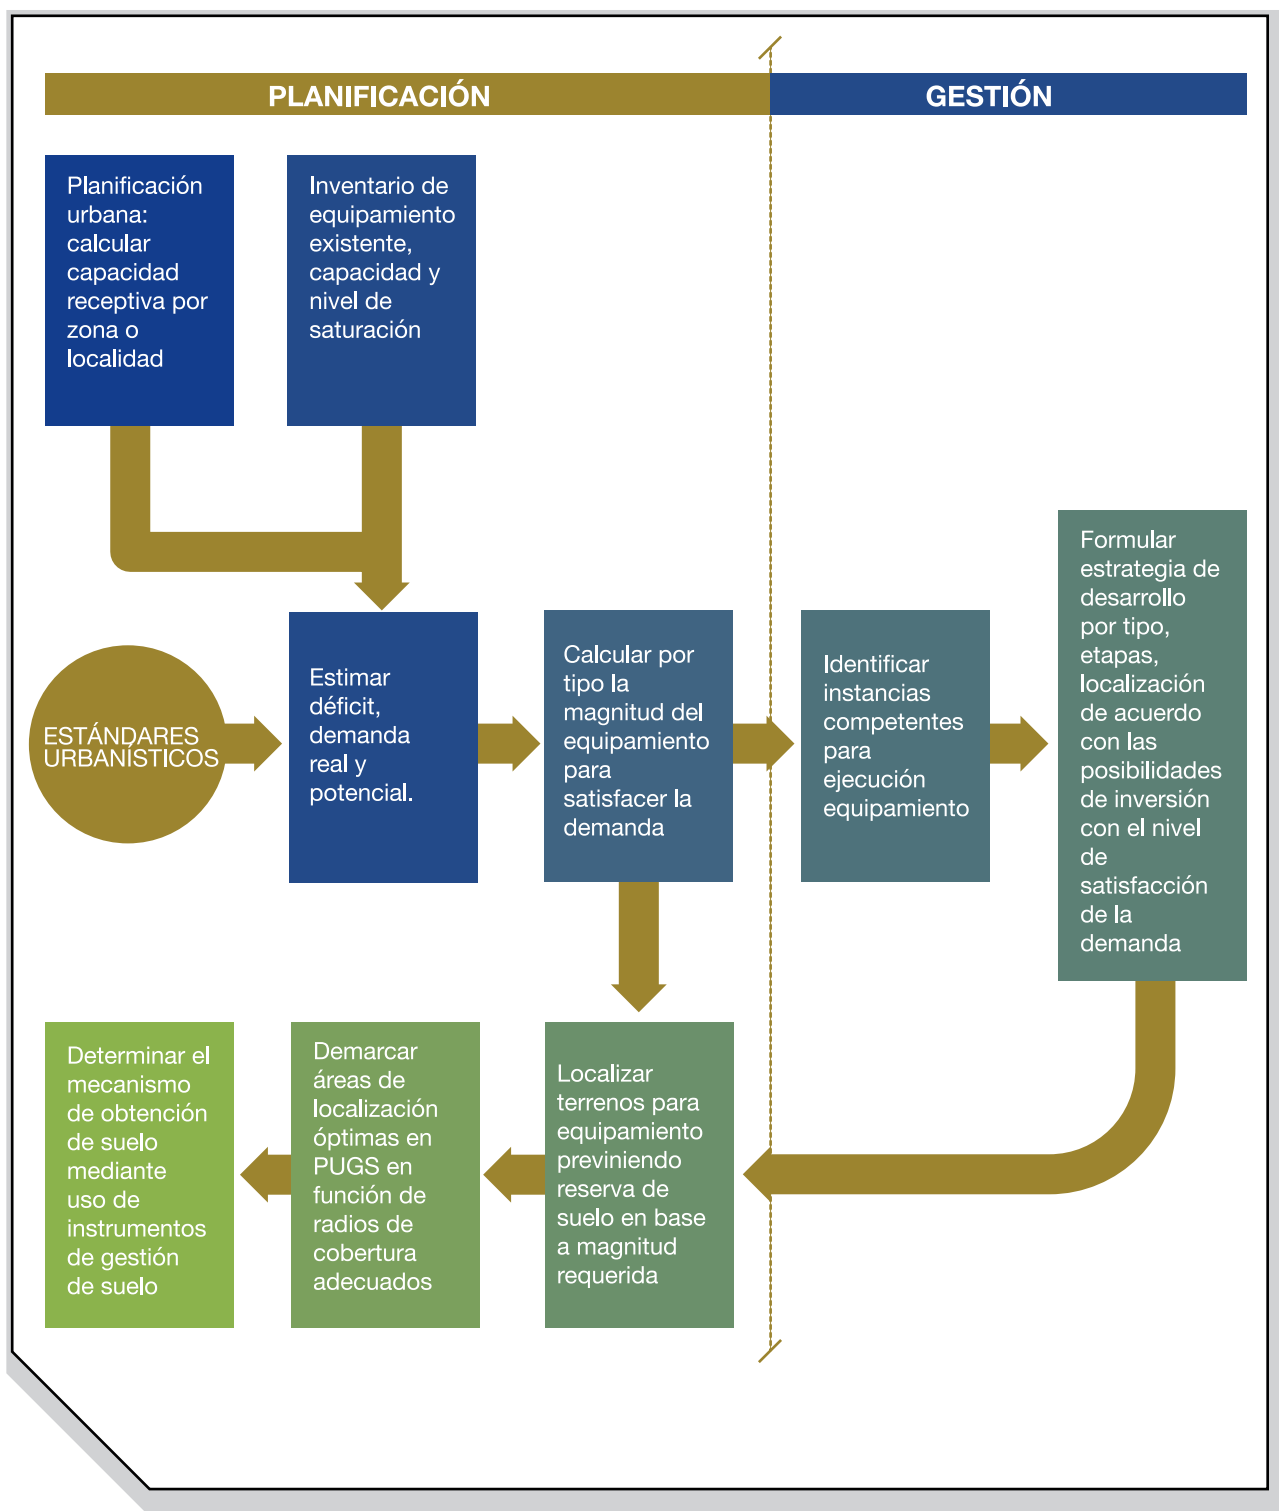 PLANIFICACIÓN
GESTIÓN
Planificación
urbana:
calcular
capacidad
receptiva por
zona o
localidad
Inventario de
equipamiento
existente,
capacidad y
nivel de
saturación
ESTÁNDARES
URBANÍSTICOS
Estimar
déficit,
demanda
real y
potencial.
Calcular por
tipo la
magnitud del
equipamiento
para
satisfacer la
demanda
Identificar
instancias
competentes
para
ejecución
equipamiento
Formular
estrategia de
desarrollo
por tipo,
etapas,
localización
de acuerdo
con las
posibilidades
de inversión
con el nivel
de
satisfacción
de la
demanda
Determinar el
mecanismo
de obtención
de suelo
mediante
uso de
instrumentos
de gestión
de suelo
Demarcar
áreas de
localización
óptimas en
PUGS en
función de
radios de
cobertura
adecuados
Localizar
terrenos para
equipamiento
previniendo
reserva de
suelo en base
a magnitud
requerida